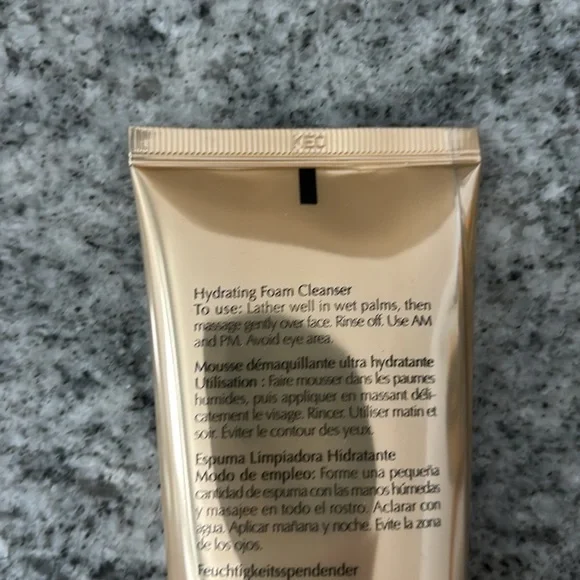 KE0
Hydrating Foam Cleanser
To use: Lather well in wet palms, then
massage gently over face. Rinse off. Use AM
and PM. Avoid eye area.
Mousse démaquillante ultra hydratante
Utilisation : Faire mousser dans les paumes
humides, puis appliquer en massant déli-
catement le visage. Rincer. Utiliser matin et
soir. Éviter le contour des yeux.
Espuma Limpiadora Hidratante
Modo de empleo: Forme una pequeña
cantidad de espuma con las manos húmedas
y masajee en todo el rostro. Aclarar con
agua. Aplicar mañana y noche. Evite la zona
de los ojos.
Feuchtigkeitsspendender